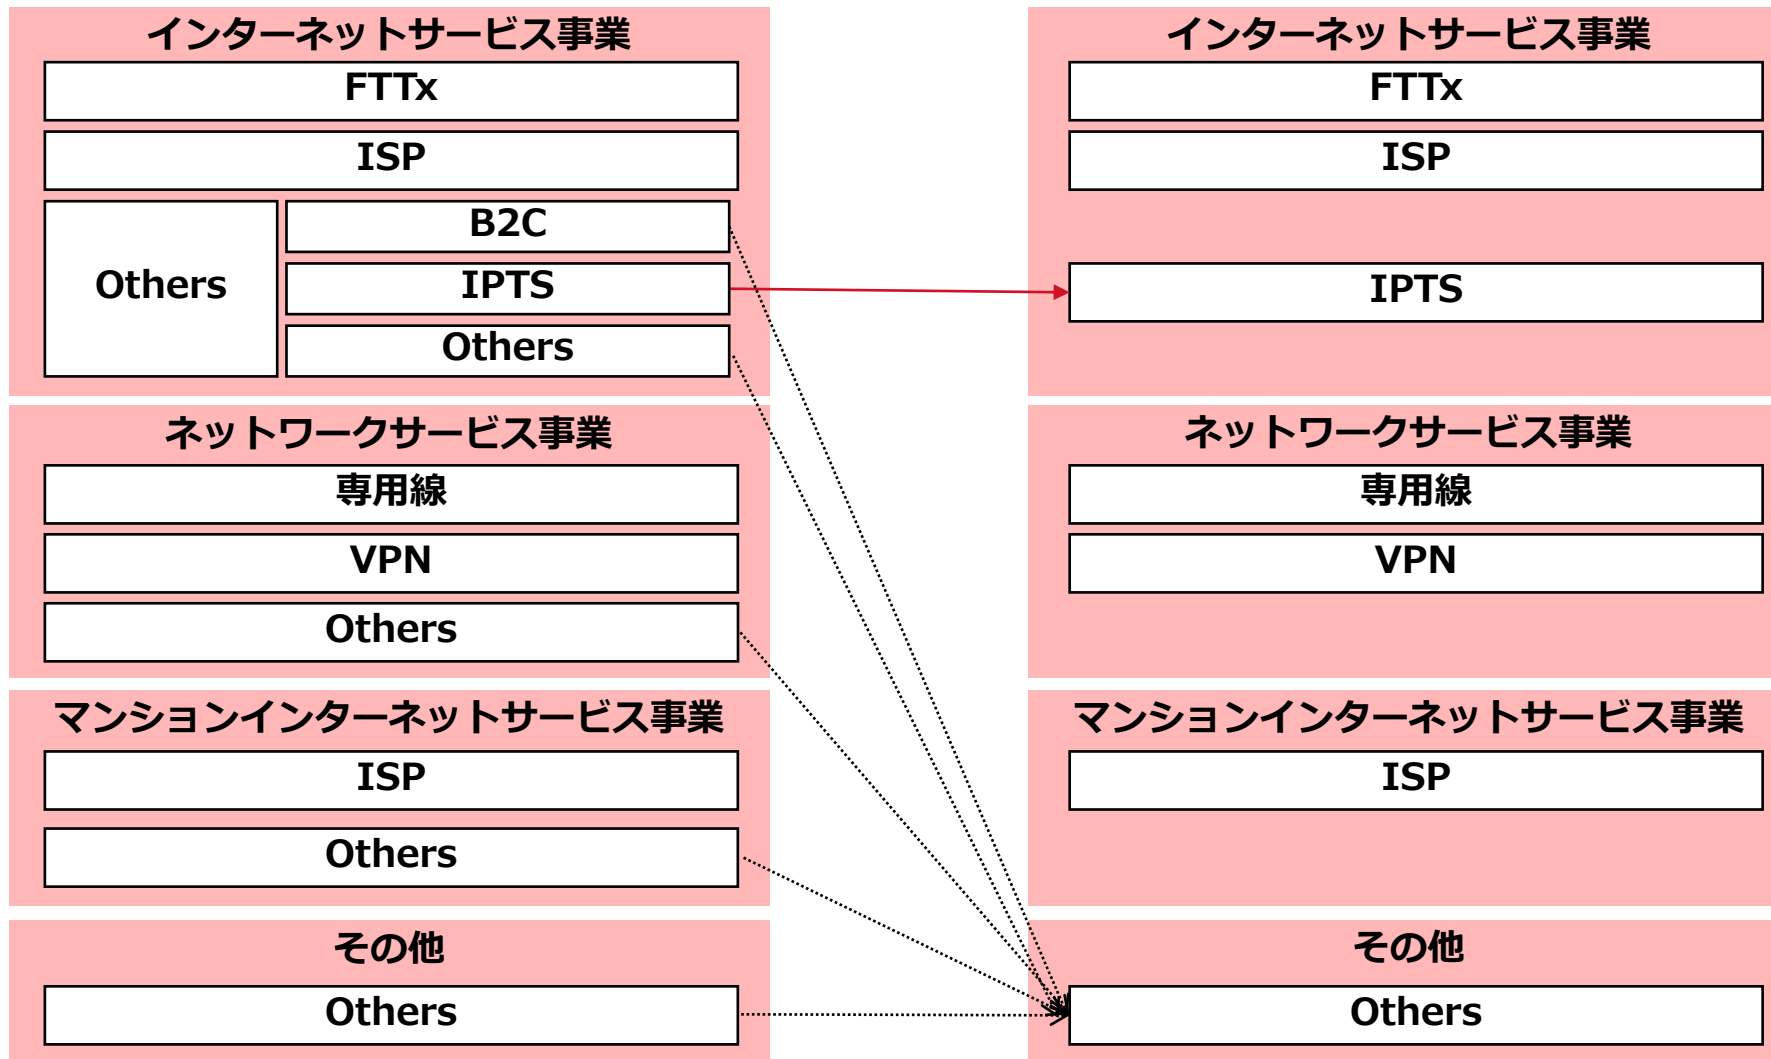 インターネットサービス事業
FTTx
ISP
Others
B2C
IPTS
Others
ネットワークサービス事業
専用線
VPN
Others
マンションインターネットサービス事業
ISP
Others
その他
Others
インターネットサービス事業
FTTx
ISP
IPTS
ネットワークサービス事業
専用線
VPN
マンションインターネットサービス事業
ISP
その他
Others